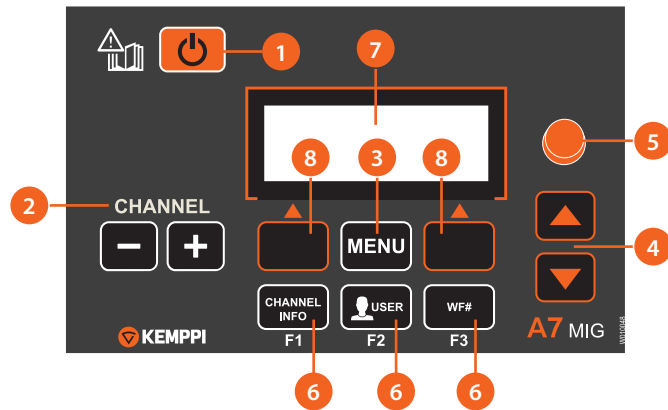 1
7
8
3
8
5
2
CHANNEL
MENU
4
CHANNEL
INFO
USER
WF#
KEMPPI
F1
F2
F3
A7 MIG
WD10148
6
6
6